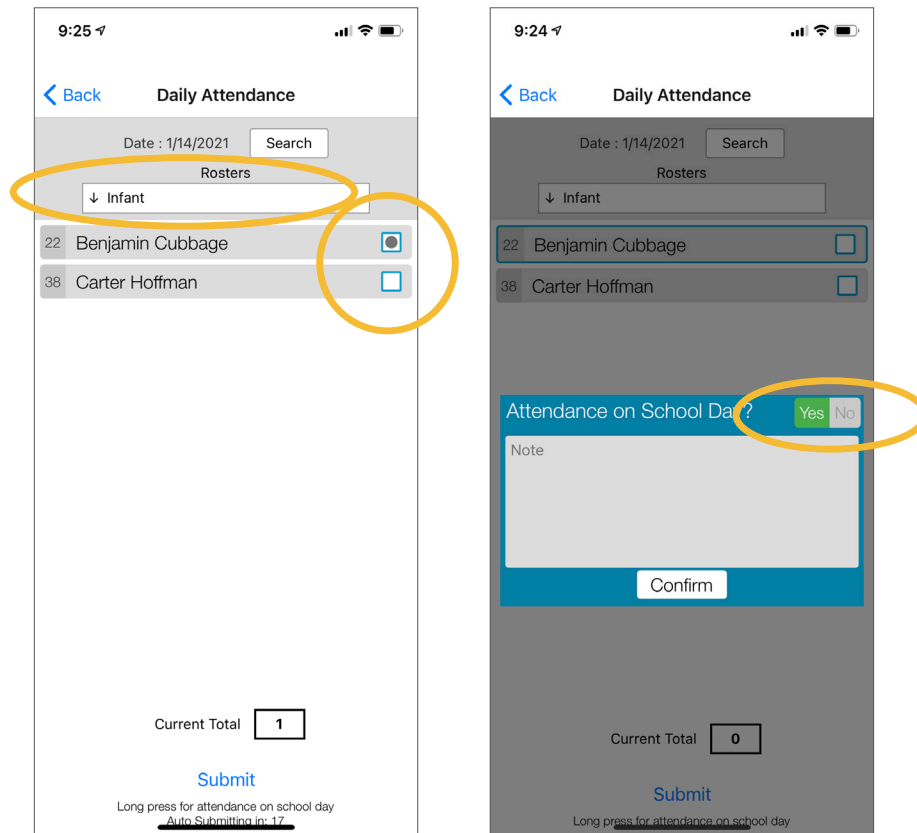 9:25
Back Daily Attendance
Date : 1/14/2021 Search
Rosters
↓ Infant
22 Benjamin Cubbage
38 Carter Hoffman
Current Total 1
Submit
Long press for attendance on school day
Auto Submitting in: 17
9:24
Back Daily Attendance
Date : 1/14/2021 Search
Rosters
↓ Infant
22 Benjamin Cubbage
38 Carter Hoffman
Attendance on School Day?
Yes No
Note
Confirm
Current Total 0
Submit
Long press for attendance on school day